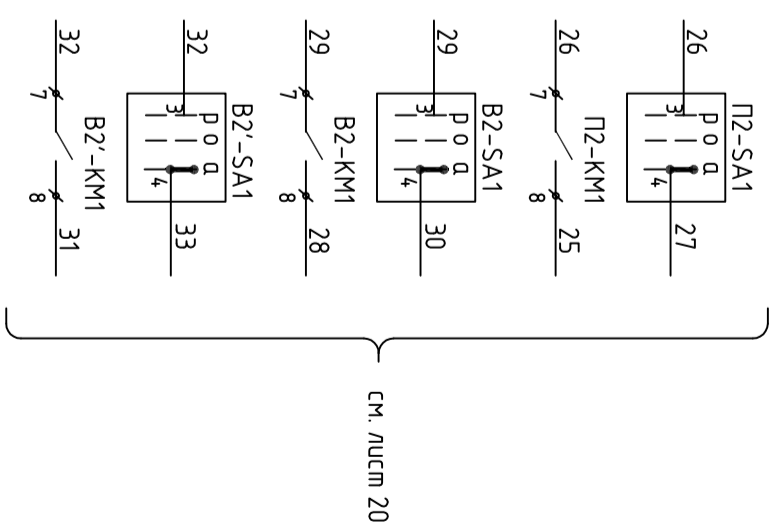 П2-SA1
р о а
26 27
3 4
П2-КМ1
26 25
7 8
В2-SA1
р о а
29 30
3 4
В2-КМ1
29 28
7 8
В2'-SA1
р о а
32 33
3 4
В2'-КМ1
32 31
7 8
см. лист 20